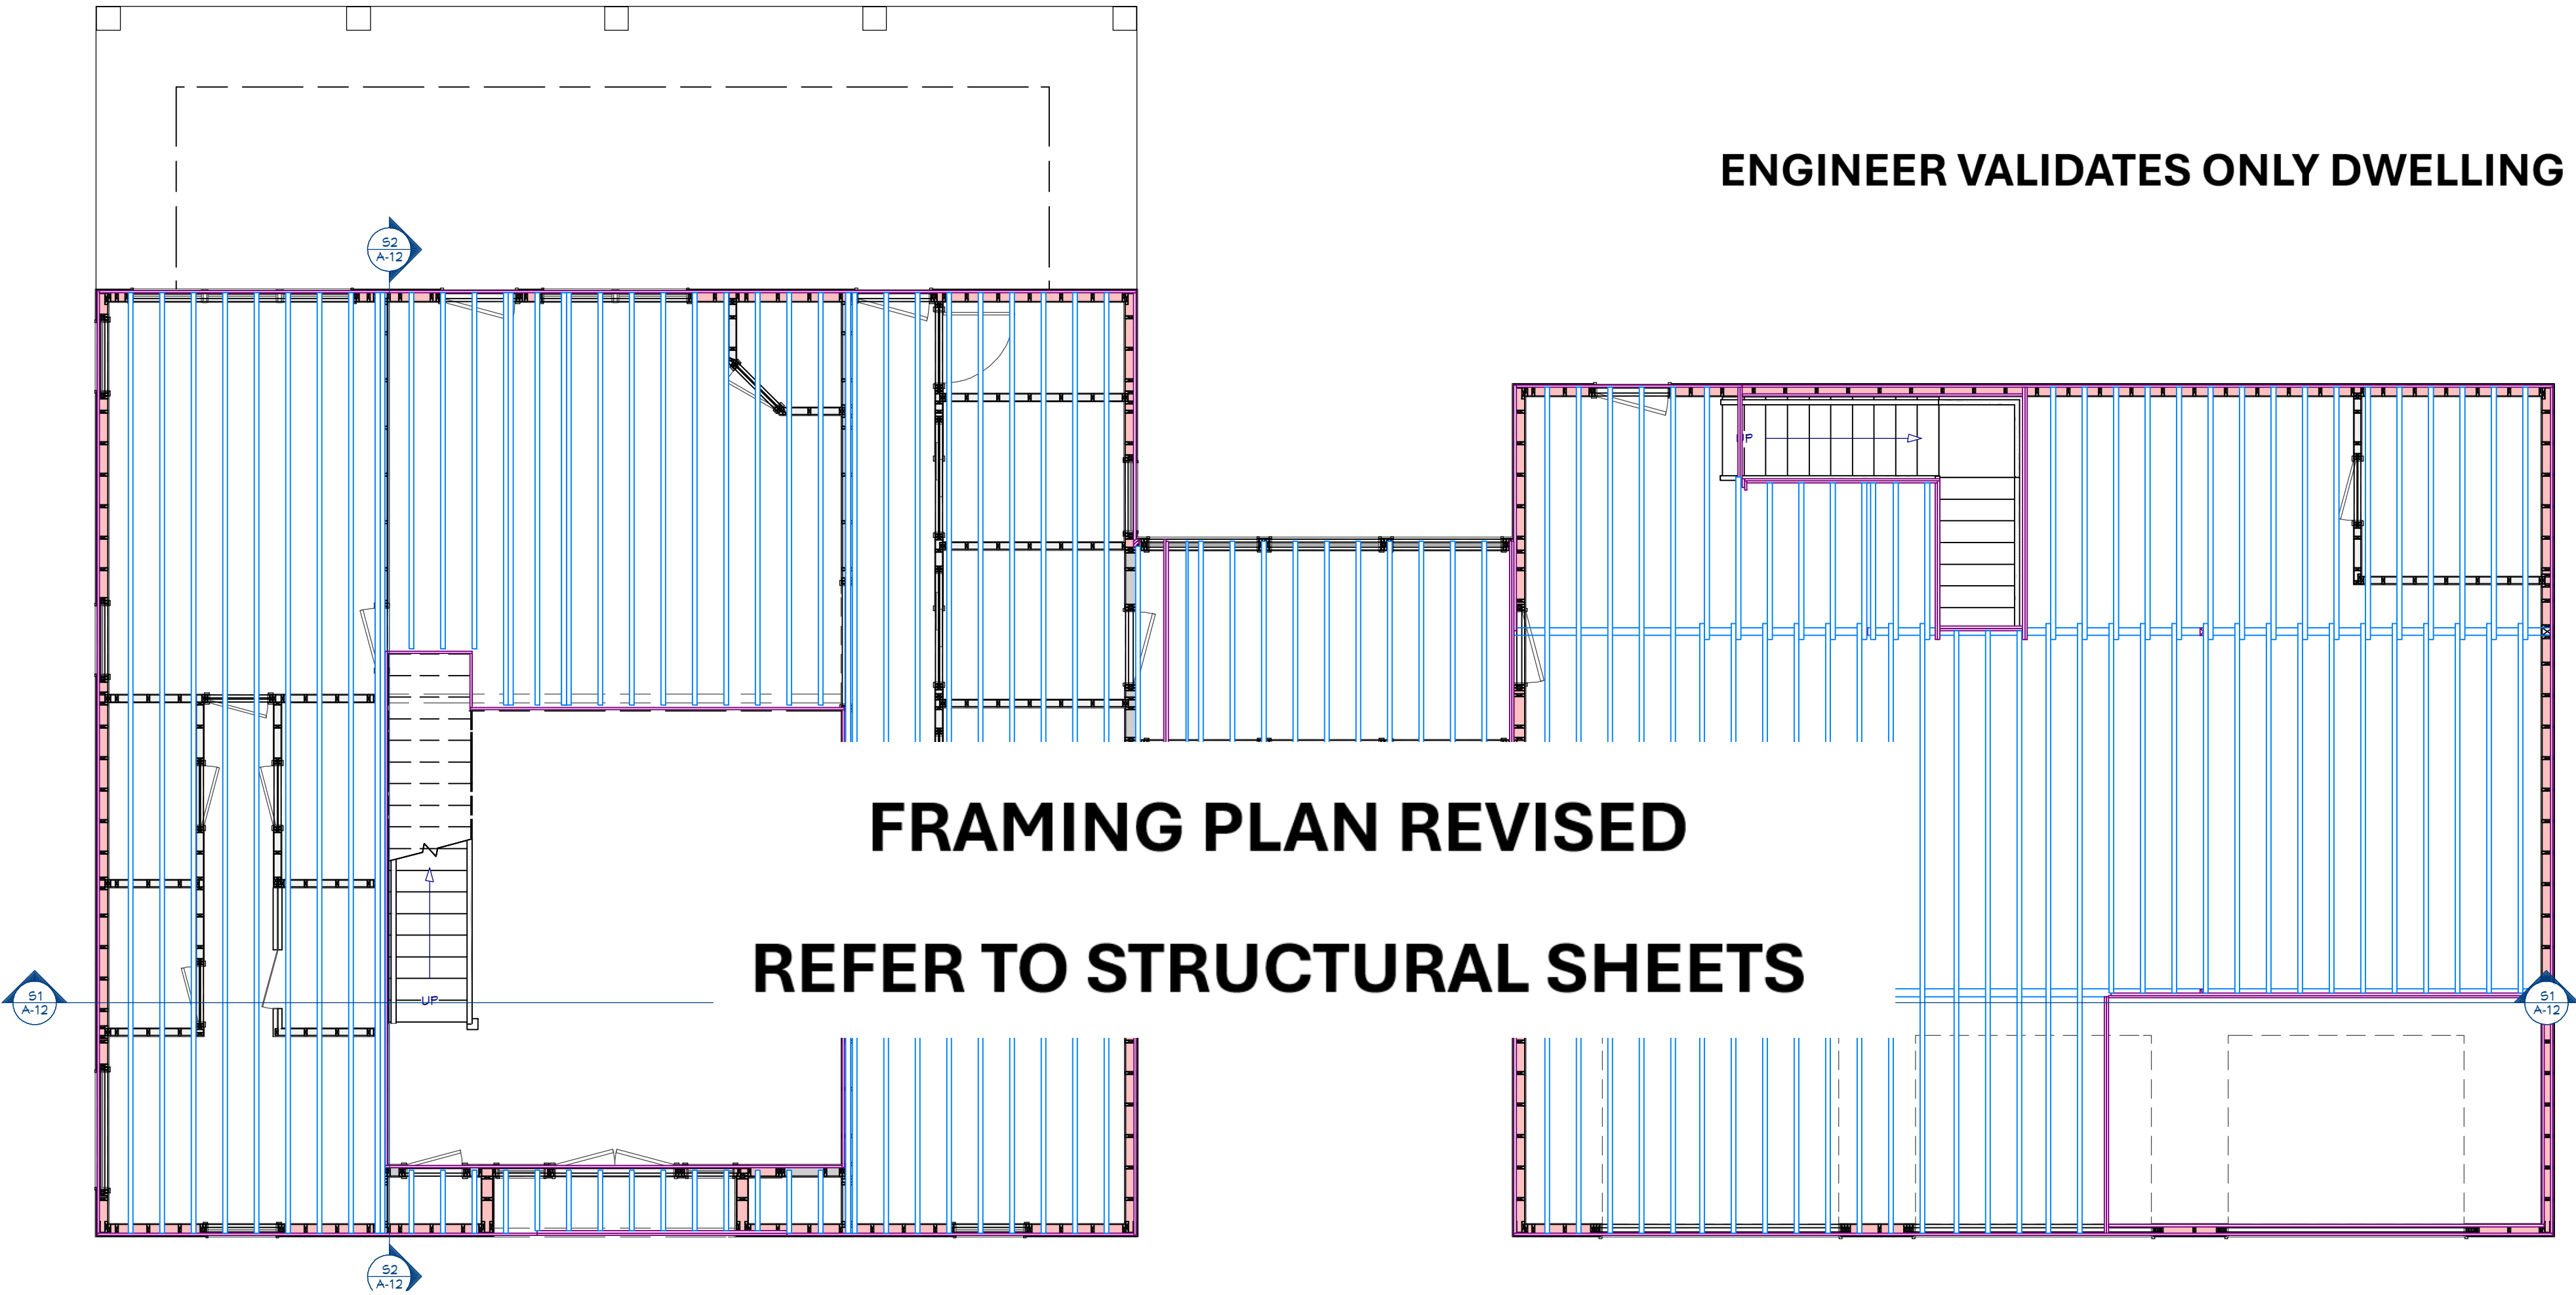 ENGINEER VALIDATES ONLY DWELLING
S2
A-12
UP
FRAMING PLAN REVISED
REFER TO STRUCTURAL SHEETS
S1
A-12
UP
S1
A-12
S2
A-12